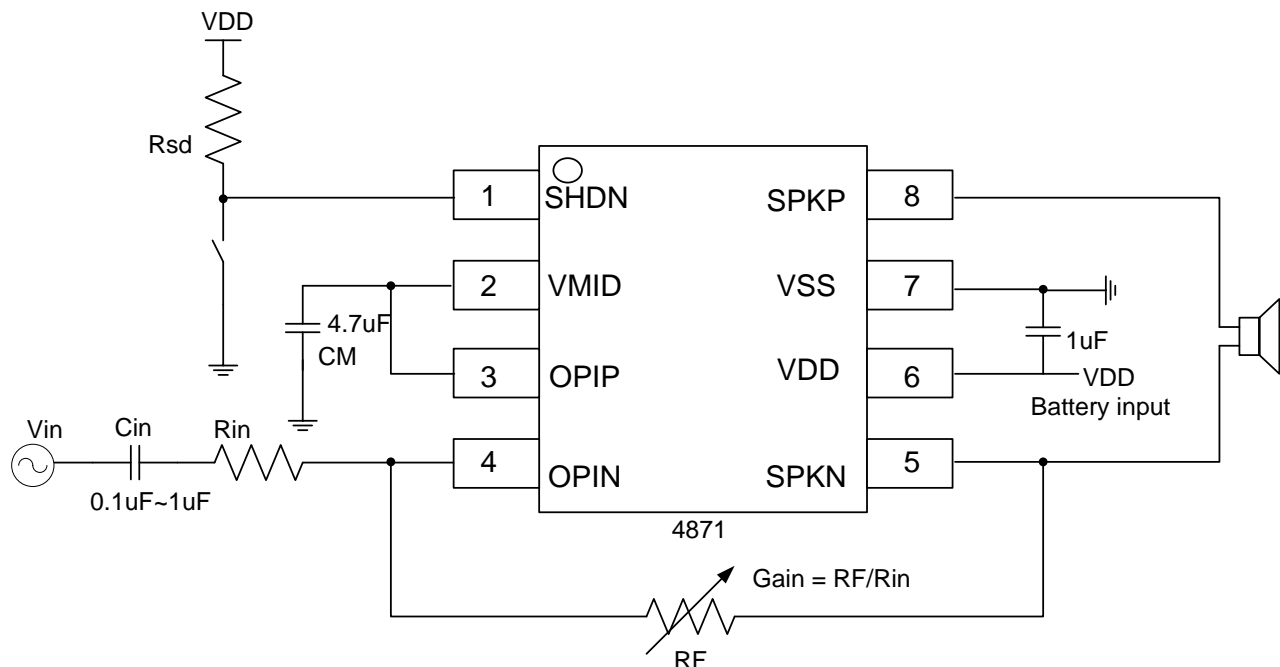 VDD
Rsd
1
SHDN
SPKP
8
2
VMID
VSS
7
4.7uF
CM
1uF
3
OPIP
VDD
6
VDD
Battery input
Vin
Cin
Rin
4
OPIN
SPKN
5
0.1uF~1uF
4871
Gain = RF/Rin
RF